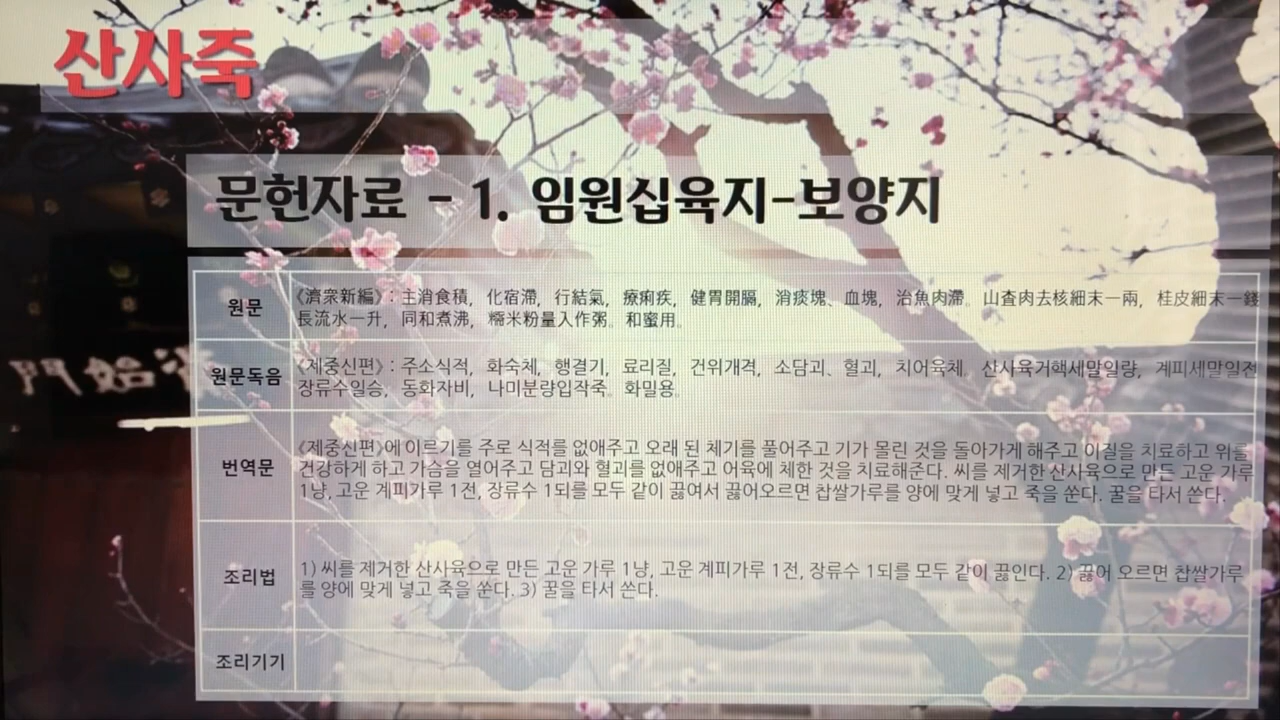 산사죽
문헌자료 - 1. 임원십육지-보양지
원문
《濟衆新編》: 主消食積, 化宿滯, 行結氣, 療痢疾, 健胃開膈, 消痰塊、血塊, 治魚肉滯。山査肉去核細末一兩, 桂皮細末一錢
長流水一升, 同和煮沸, 糯米粉量入作粥。和蜜用。
원문독음
《제중신편》: 주소식적, 화숙체, 행결기, 료리질, 건위개격, 소담괴、혈괴, 치어육체。산사육거핵세말일량, 계피세말일전
장류수일승, 동화자비, 나미분량입작죽。화밀용。
번역문
《제중신편》에 이르기를 주로 식적를 없애주고 오래 된 체기를 풀어주고 기가 몰린 것을 돌아가게 해주고 이질을 치료하고 위를
건강하게 하고 가슴을 열어주고 담괴와 혈괴를 없애주고 어육에 체한 것을 치료해준다. 씨를 제거한 산사육으로 만든 고운 가루
1냥, 고운 계피가루 1전, 장류수 1되를 모두 같이 끓여서 끓어오르면 찹쌀가루를 양에 맞게 넣고 죽을 쑨다. 꿀을 타서 쓴다.
조리법
1) 씨를 제거한 산사육으로 만든 고운 가루 1냥, 고운 계피가루 1전, 장류수 1되를 모두 같이 끓인다. 2) 끓어 오르면 찹쌀가루
를 양에 맞게 넣고 죽을 쑨다. 3) 꿀을 타서 쓴다.
조리기기
門始